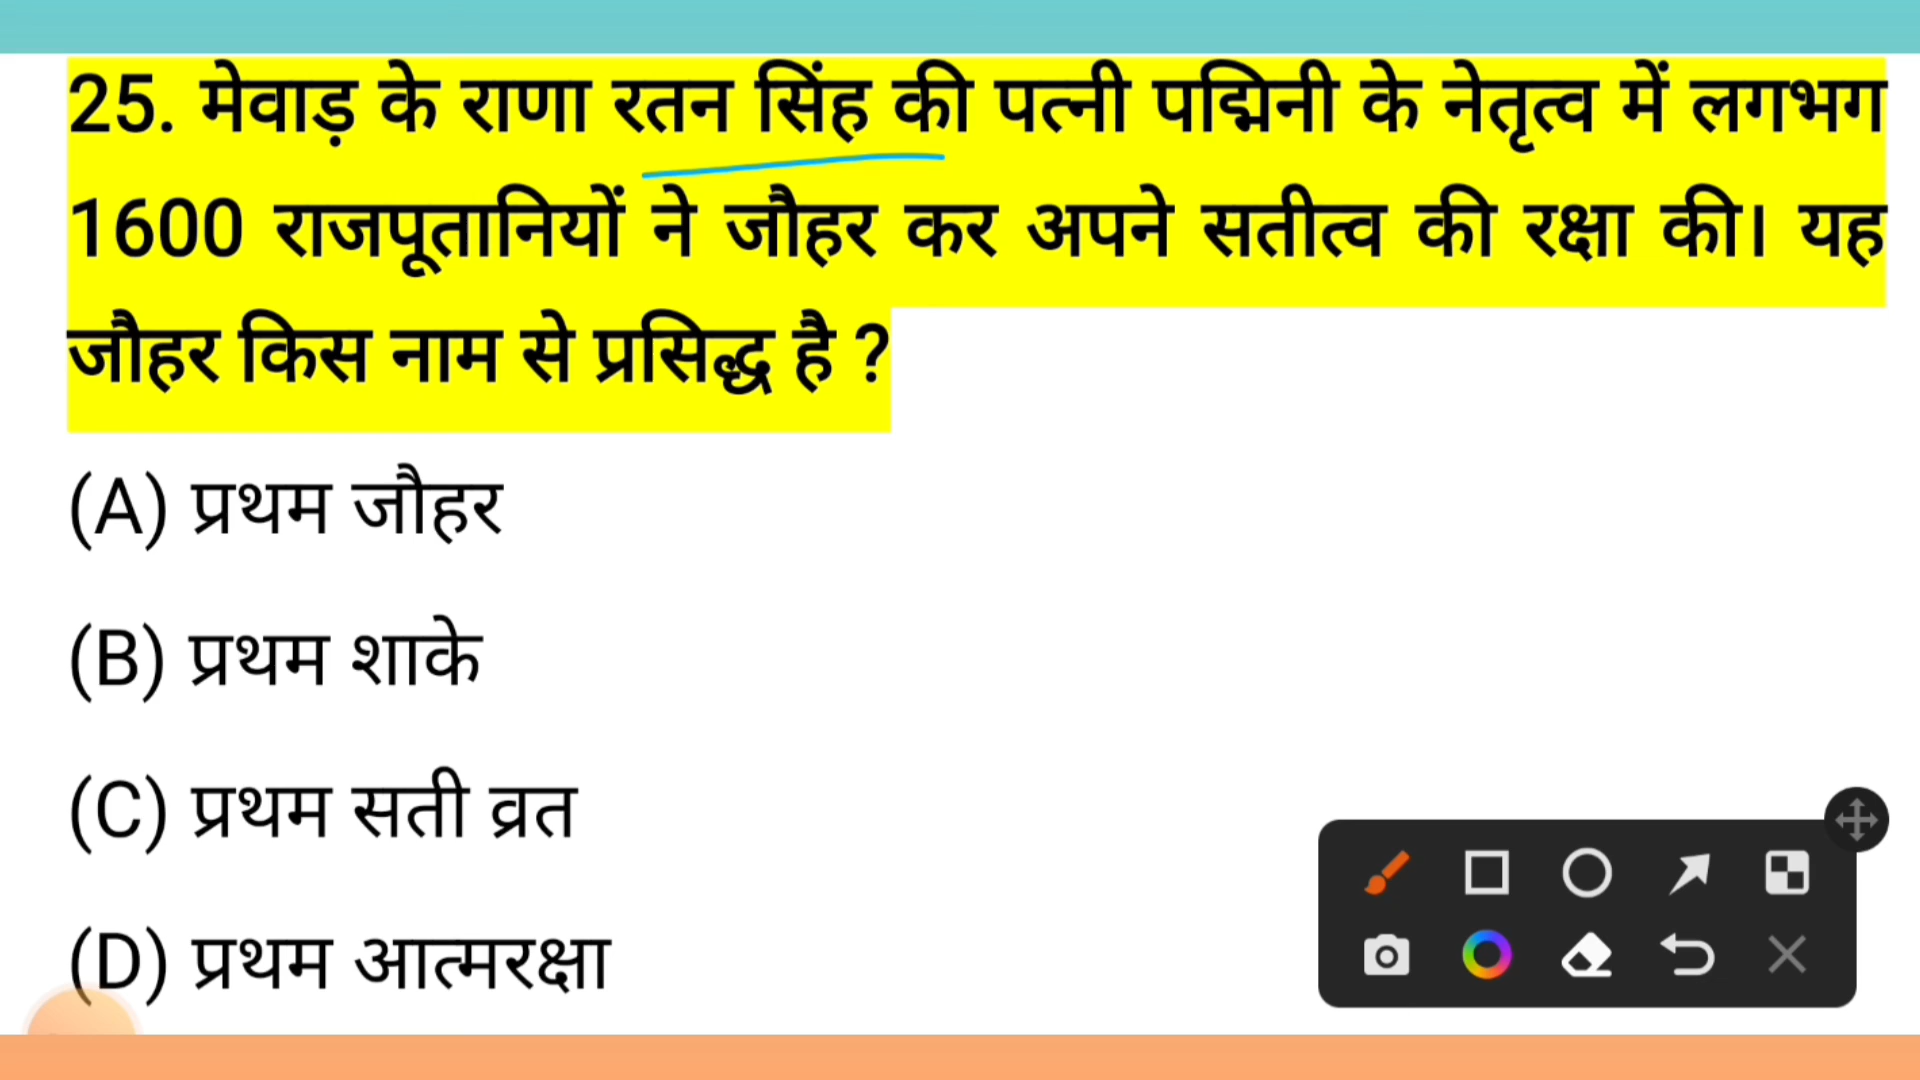 25. मेवाड़ के राणा रतन सिंह की पत्नी पद्मिनी के नेतृत्व में लगभग
1600 राजपूतानियों ने जौहर कर अपने सतीत्व की रक्षा की। यह
जौहर किस नाम से प्रसिद्ध है ?
(A) प्रथम जौहर
(B) प्रथम शाके
(C) प्रथम सती व्रत
(D) प्रथम आत्मरक्षा